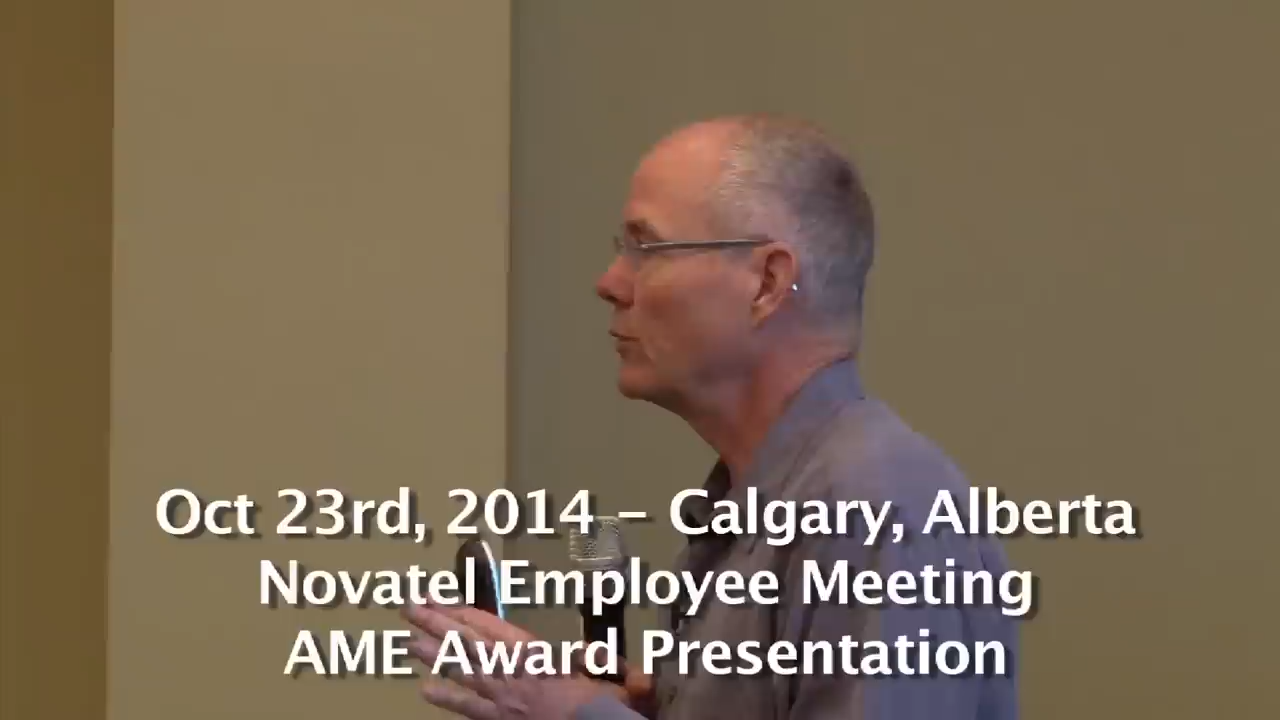 Oct 23rd, 2014 – Calgary, Alberta
Novatel Employee Meeting
AME Award Presentation